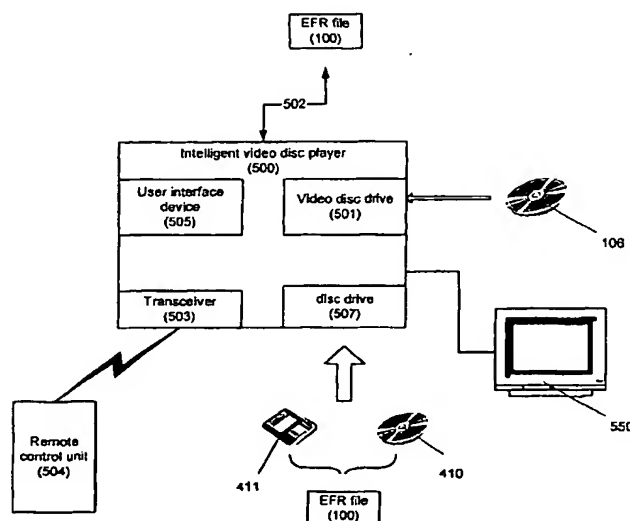 EFR file
(100)
502
Intelligent video disc player
(500)
User interface
device
(505)
Video disc drive
(501)
106
Transceiver
(503)
disc drive
(507)
550
Remote
control unit
(504)
411
410
EFR file
(100)